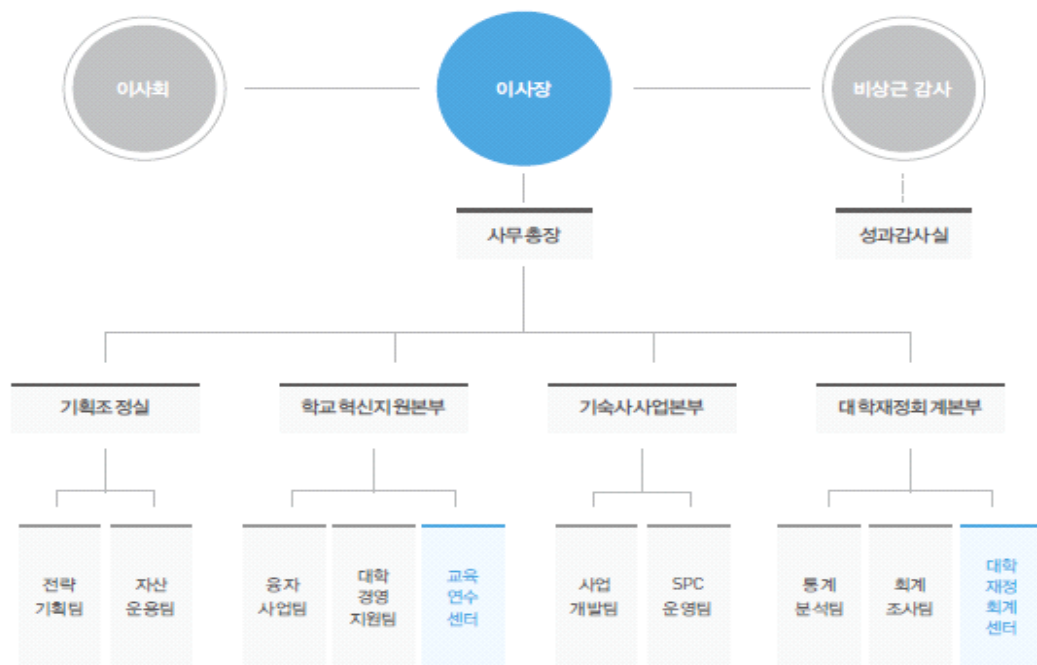 이사회
이사장
비상근 감사
사무총장
성과감사실
기획조정실
학교혁신지원본부
기숙사사업본부
대학재정회계본부
전략
기획팀
자산
운용팀
융자
사업팀
대학
경영
지원팀
교육
연수
센터
사업
개발팀
SPC
운영팀
통계
분석팀
회계
조사팀
대학
재정
회계
센터